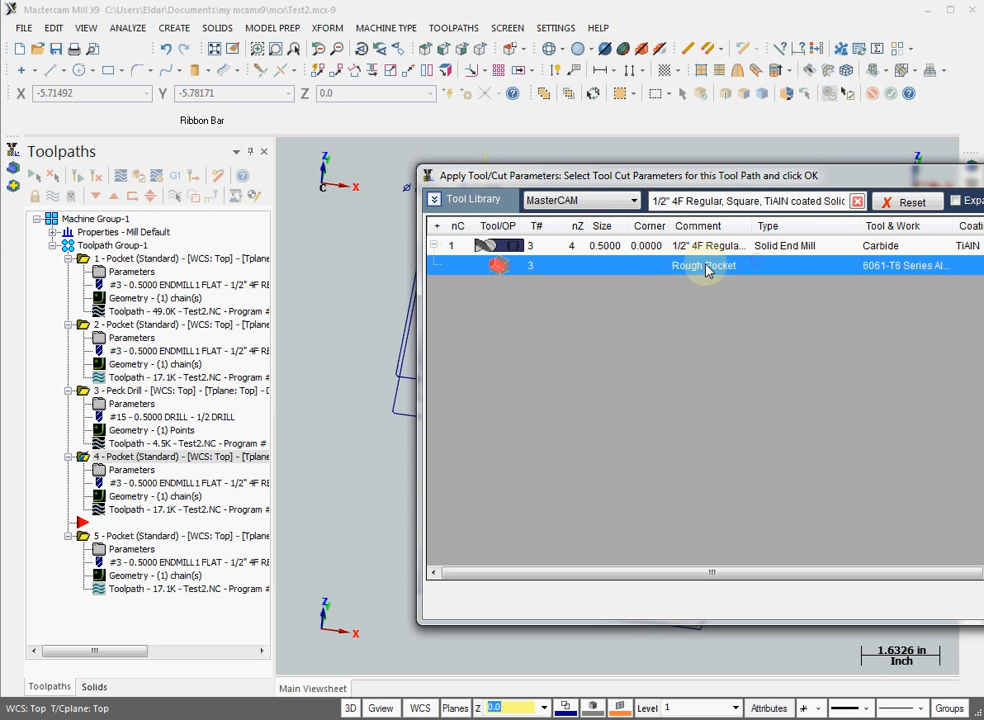 Mastercam Mill X9 C:\Users\Eldar\Documents\my mcamx9\mcx\Test2.mcx-9
FILE EDIT VIEW ANALYZE CREATE SOLIDS MODEL PREP XFORM MACHINE TYPE TOOLPATHS SCREEN SETTINGS HELP
X -5.71492 Y -5.78171 Z 0.0
Ribbon Bar
Toolpaths
G1
Machine Group-1
Properties - Mill Default
Toolpath Group-1
1 - Pocket (Standard) - [WCS: Top] - [Tplane
Parameters
#3 - 0.5000 ENDMILL1 FLAT - 1/2" 4F RE
Geometry - (1) chain(s)
Toolpath - 49.0K - Test2.NC - Program #
2 - Pocket (Standard) - [WCS: Top] - [Tplane
Parameters
#3 - 0.5000 ENDMILL1 FLAT - 1/2" 4F RE
Geometry - (1) chain(s)
Toolpath - 17.1K - Test2.NC - Program #
3 - Peck Drill - [WCS: Top] - [Tplane: Top] - D
Parameters
#15 - 0.5000 DRILL - 1/2 DRILL
Geometry - (1) Points
Toolpath - 4.5K - Test2.NC - Program #
4 - Pocket (Standard) - [WCS: Top] - [Tplane
Parameters
#3 - 0.5000 ENDMILL1 FLAT - 1/2" 4F RE
Geometry - (1) chain(s)
Toolpath - 17.1K - Test2.NC - Program #
5 - Pocket (Standard) - [WCS: Top] - [Tplane
Parameters
#3 - 0.5000 ENDMILL1 FLAT - 1/2" 4F RE
Geometry - (1) chain(s)
Toolpath - 17.1K - Test2.NC - Program #
Toolpaths Solids
Z X C
Z
Z X
Apply Tool/Cut Parameters: Select Tool Cut Parameters for this Tool Path and click OK
Tool Library MasterCAM 1/2" 4F Regular, Square, TiAlN coated Solic Reset Expa
+ nC Tool/OP T# nZ Size Corner Comment Type Tool & Work Coati
1 3 4 0.5000 0.0000 1/2" 4F Regula... Solid End Mill Carbide TiAlN
3 Rough Pocket 6061-T6 Series Al...
1.6326 in
Inch
Main Viewsheet
WCS: Top T/Cplane: Top 3D Gview WCS Planes Z 0.0 Level 1 Attributes Groups